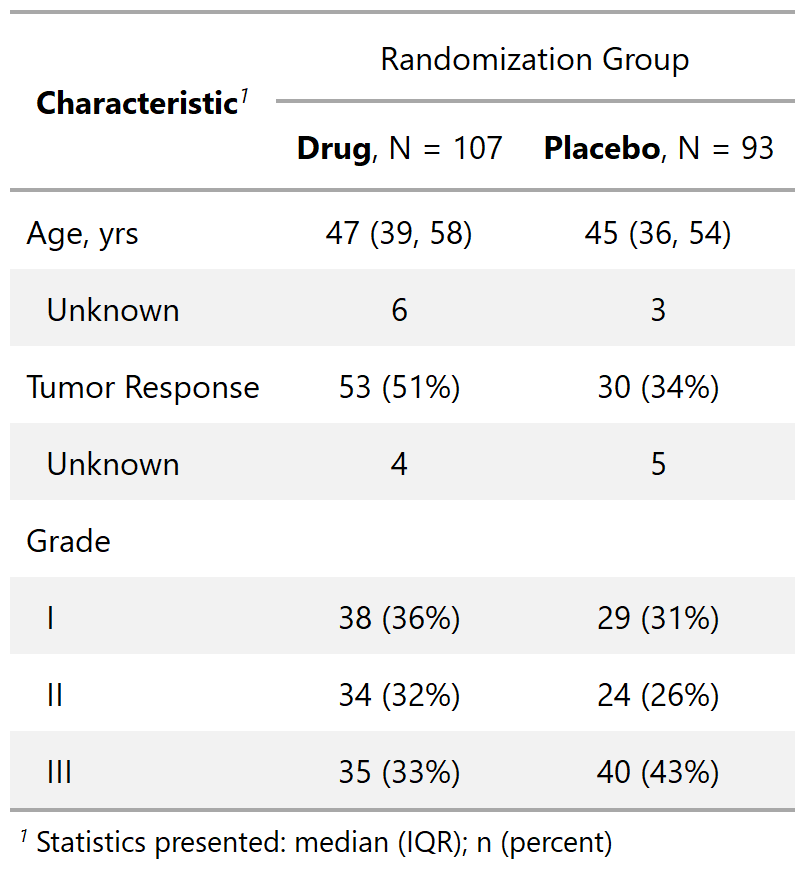 Randomization Group
Characteristic1
Drug, N = 107 Placebo, N = 93
Age, yrs 47 (39, 58) 45 (36, 54)
Unknown 6 3
Tumor Response 53 (51%) 30 (34%)
Unknown 4 5
Grade
I 38 (36%) 29 (31%)
II 34 (32%) 24 (26%)
III 35 (33%) 40 (43%)
1 Statistics presented: median (IQR); n (percent)